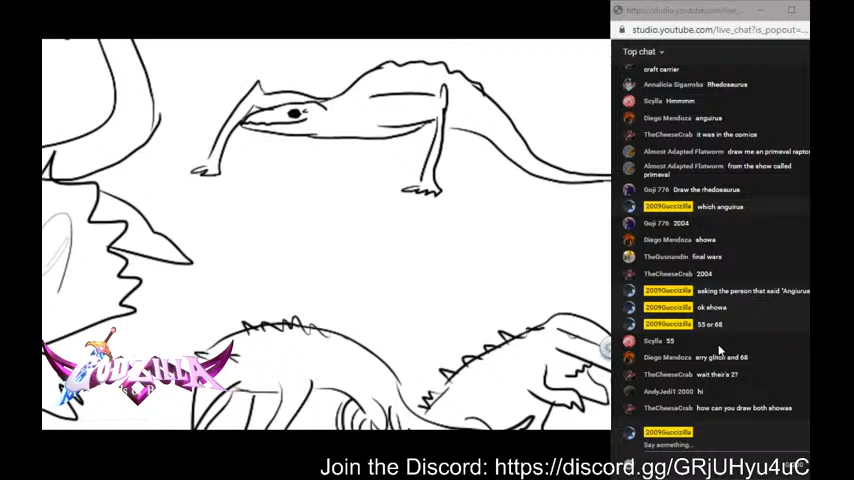 https://studio.youtube.com/live_
studio.youtube.com/live_chat?is_popout=...
Top chat
craft carrier
Annalicia Sigarroba Rhedosaurus
Scylla Hmmmm
Diego Mendoza anguirus
TheCheeseCrab it was in the comics
Almost Adapted Flatworm draw me an primeval raptor
Almost Adapted Flatworm from the show called
primeval
Goji 776 Draw the rhedosaurus
2009Guccizilla which anguirus
Goji 776 2004
Diego Mendoza showa
TheGusnandin final wars
TheCheeseCrab 2004
2009Guccizilla asking the person that said "Angiurus
2009Guccizilla ok showa
2009Guccizilla 55 or 68
Scylla 55
Diego Mendoza arry glitch and 68
TheCheeseCrab wait their's 2?
AndyJedi1 2000 hi
TheCheeseCrab how can you draw both showas
2009Guccizilla
Say something...
GODZILLA
Join the Discord: https://discord.gg/GRjUHyu4uC